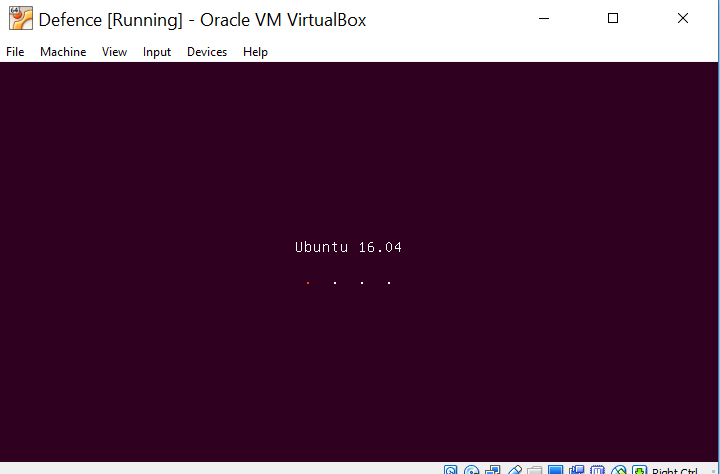 Defence [Running] - Oracle VM VirtualBox
File Machine View Input Devices Help
Ubuntu 16.04
. . . .
Right Ctrl